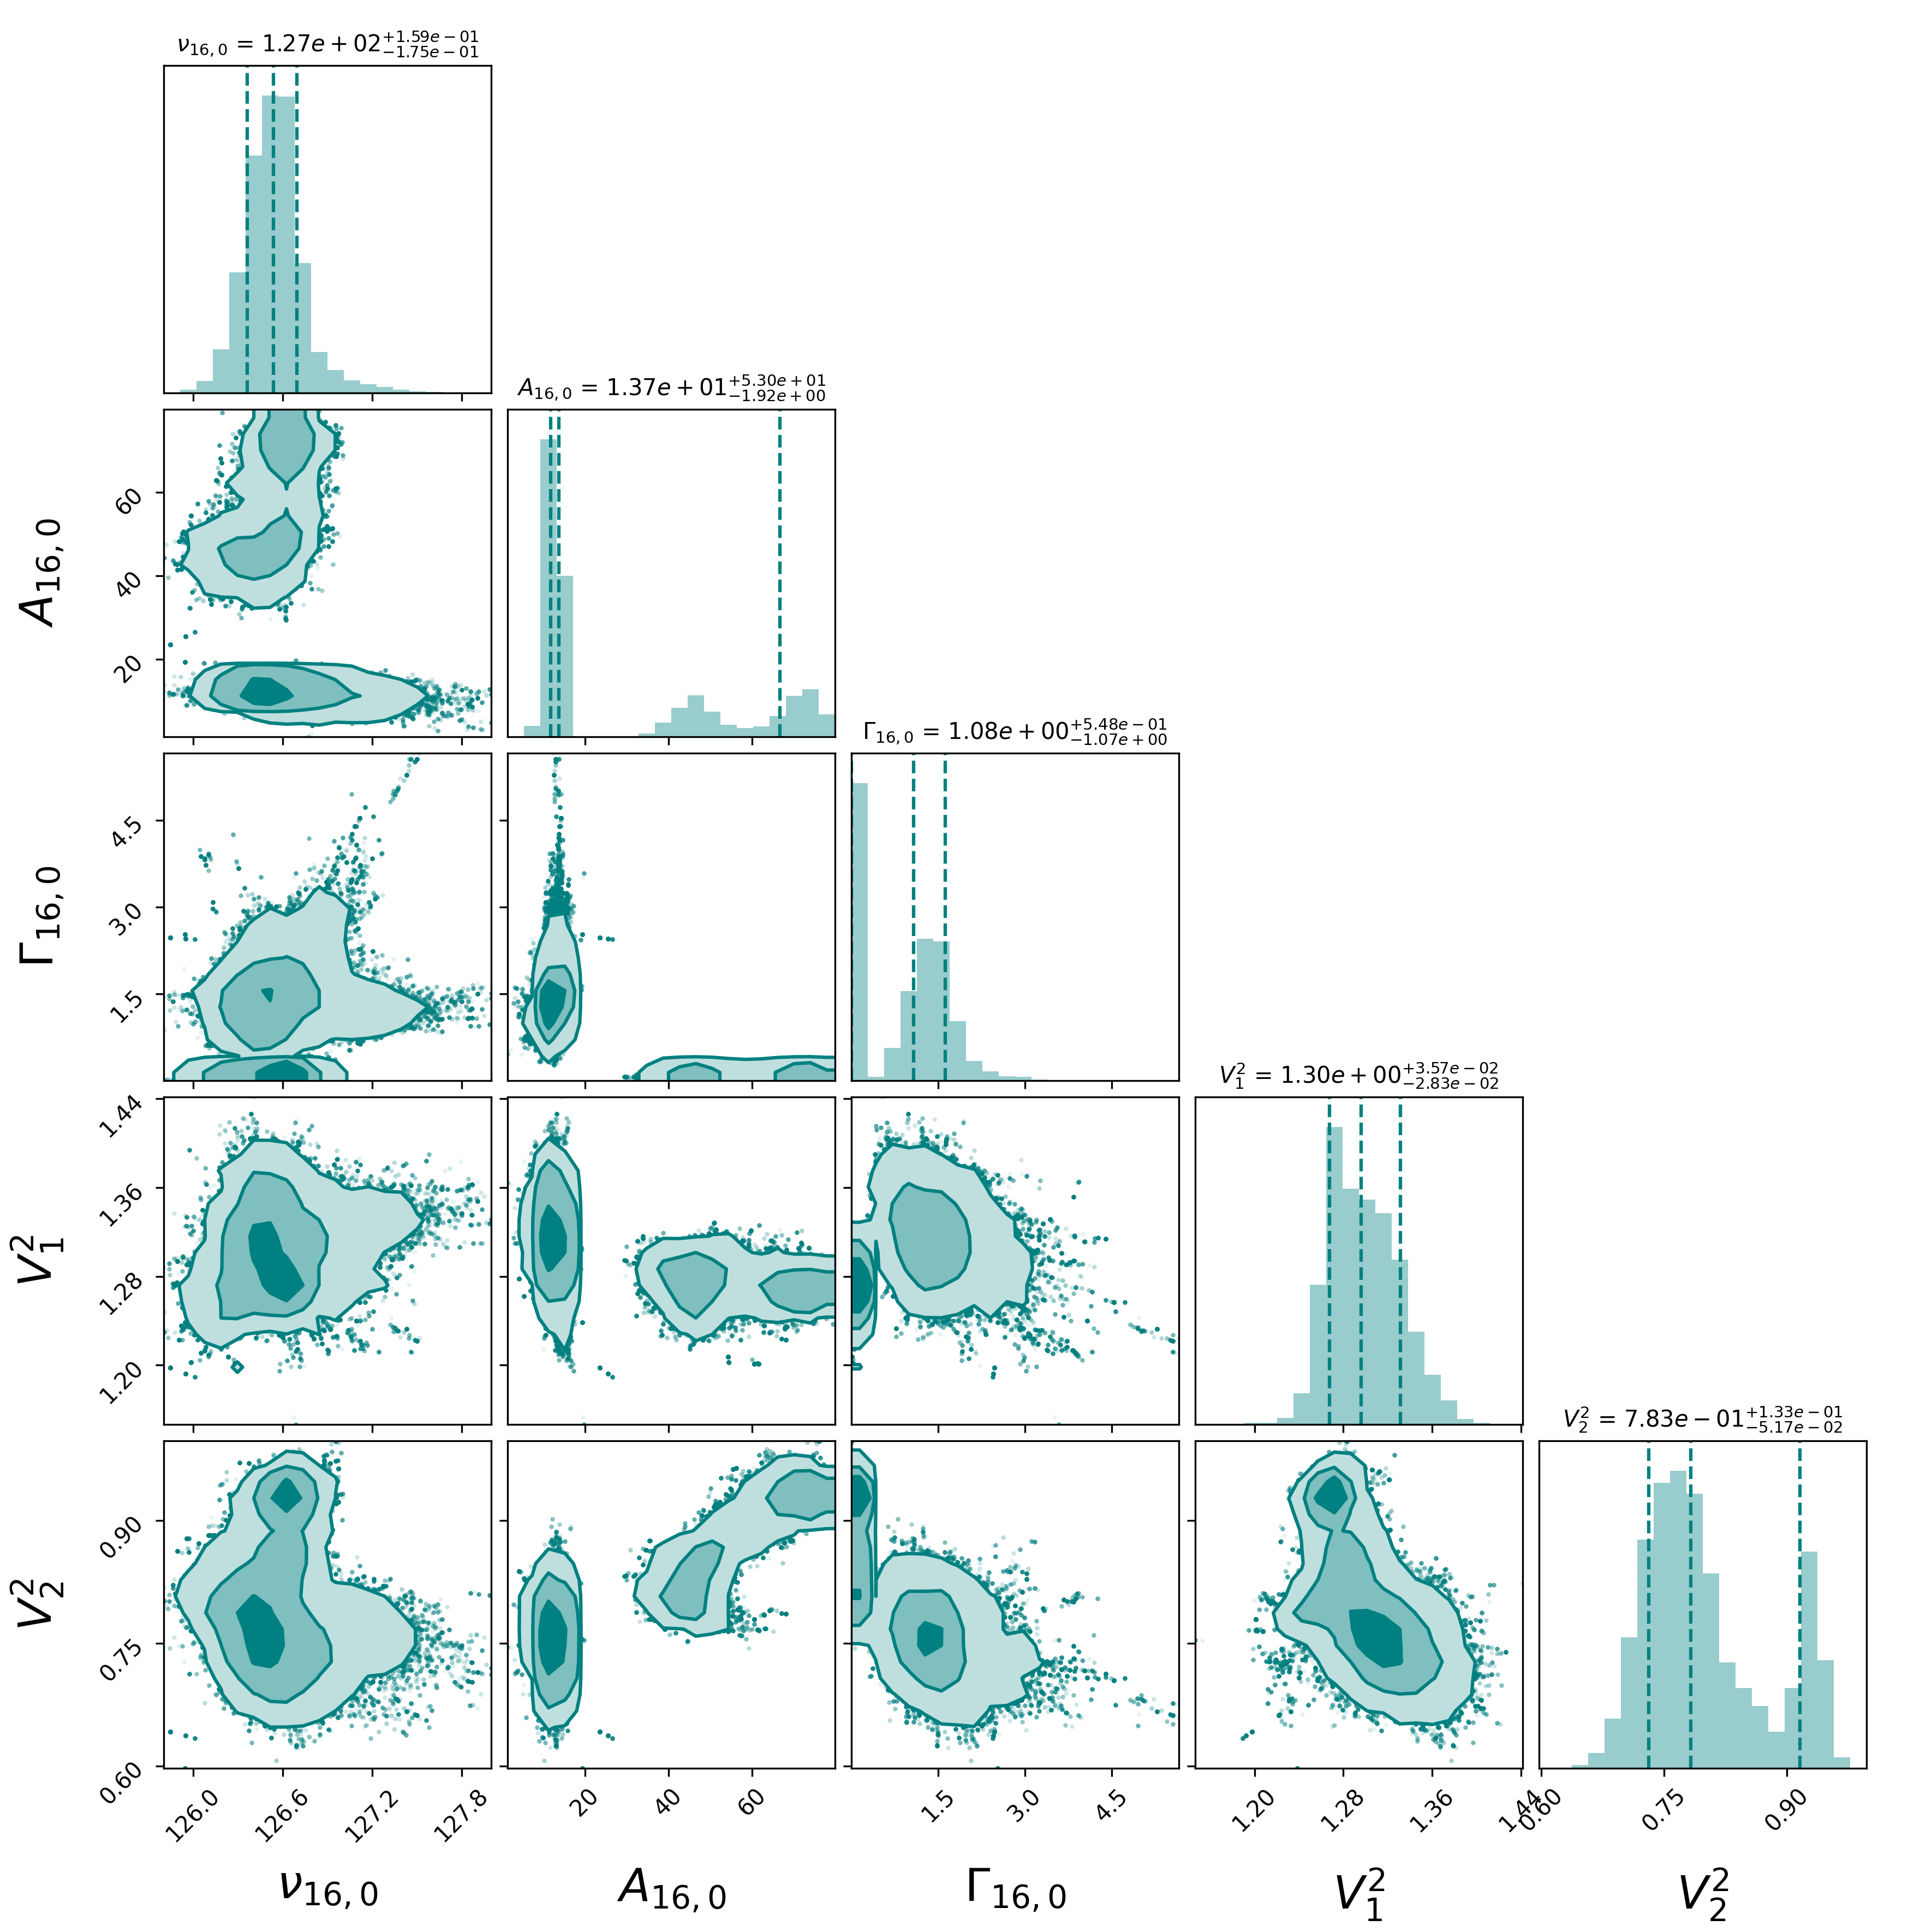 ν16,0 = 1.27e + 02 +1.59e − 01 −1.75e − 01
A16,0 = 1.37e + 01 +5.30e + 01 −1.92e + 00
A16,0
60
40
20
Γ16,0 = 1.08e + 00 +5.48e − 01 −1.07e + 00
Γ16,0
4.5
3.0
1.5
V₁² = 1.30e + 00 +3.57e − 02 −2.83e − 02
V₁²
1.44
1.36
1.28
1.20
V₂² = 7.83e − 01 +1.33e − 01 −5.17e − 02
V₂²
0.90
0.75
0.60
126.0 126.6 127.2 127.8 20 40 60 1.5 3.0 4.5 1.20 1.28 1.36 1.44 0.60 0.75 0.90
ν16,0 A16,0 Γ16,0 V₁² V₂²